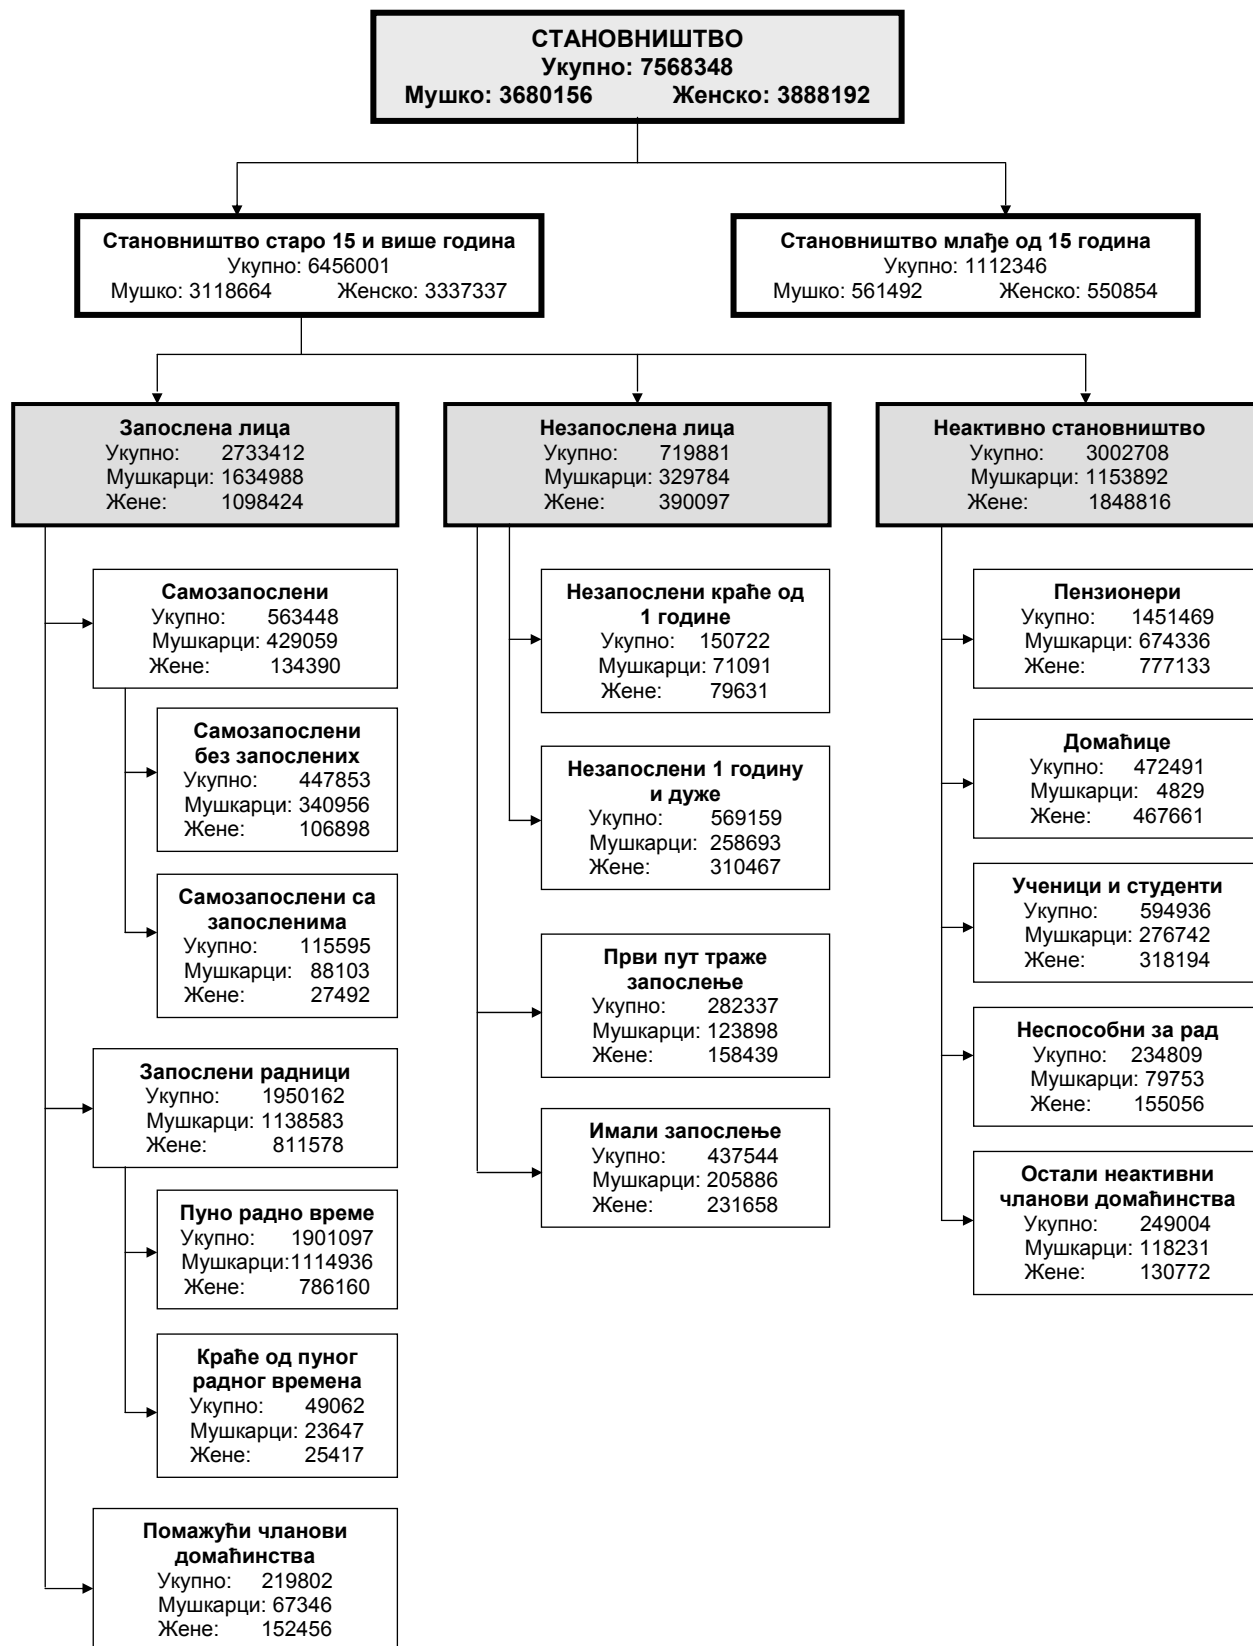 СТАНОВНИШТВО
Укупно: 7568348
Мушко: 3680156 Женско: 3888192
Становништво старо 15 и више година
Укупно: 6456001
Мушко: 3118664 Женско: 3337337
Становништво млађе од 15 година
Укупно: 1112346
Мушко: 561492 Женско: 550854
Запослена лица
Укупно: 2733412
Мушкарци: 1634988
Жене: 1098424
Самозапослени
Укупно: 563448
Мушкарци: 429059
Жене: 134390
Самозапослени
без запослених
Укупно: 447853
Мушкарци: 340956
Жене: 106898
Самозапослени са
запосленима
Укупно: 115595
Мушкарци: 88103
Жене: 27492
Запослени радници
Укупно: 1950162
Мушкарци: 1138583
Жене: 811578
Пуно радно време
Укупно: 1901097
Мушкарци:1114936
Жене: 786160
Краће од пуног
радног времена
Укупно: 49062
Мушкарци: 23647
Жене: 25417
Помажући чланови
домаћинства
Укупно: 219802
Мушкарци: 67346
Жене: 152456
Незапослена лица
Укупно: 719881
Мушкарци: 329784
Жене: 390097
Незапослени краће од
1 године
Укупно: 150722
Мушкарци: 71091
Жене: 79631
Незапослени 1 годину
и дуже
Укупно: 569159
Мушкарци: 258693
Жене: 310467
Први пут траже
запослење
Укупно: 282337
Мушкарци: 123898
Жене: 158439
Имали запослење
Укупно: 437544
Мушкарци: 205886
Жене: 231658
Неактивно становништво
Укупно: 3002708
Мушкарци: 1153892
Жене: 1848816
Пензионери
Укупно: 1451469
Мушкарци: 674336
Жене: 777133
Домаћице
Укупно: 472491
Мушкарци: 4829
Жене: 467661
Ученици и студенти
Укупно: 594936
Мушкарци: 276742
Жене: 318194
Неспособни за рад
Укупно: 234809
Мушкарци: 79753
Жене: 155056
Остали неактивни
чланови домаћинства
Укупно: 249004
Мушкарци: 118231
Жене: 130772